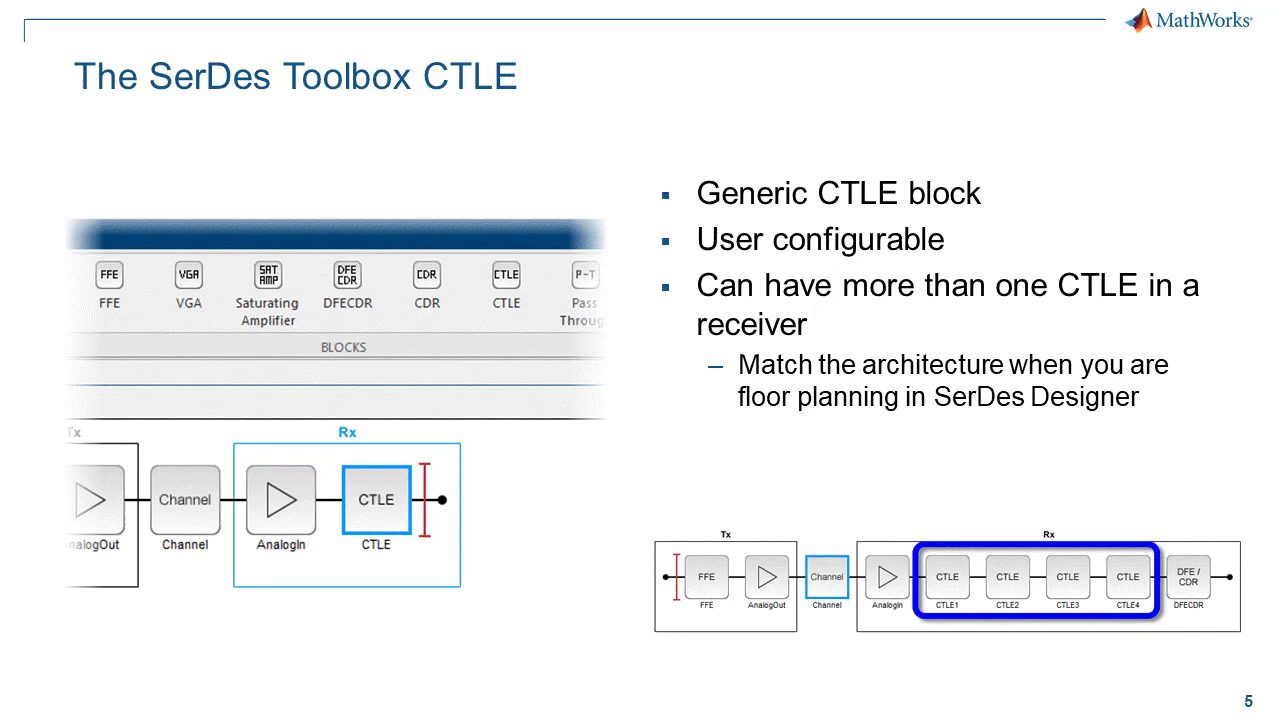 MathWorks
The SerDes Toolbox CTLE
FFE VGA SAT AMP DFE CDR CDR CTLE P-T
FFE VGA Saturating Amplifier DFECDR CDR CTLE Pass
BLOCKS
Tx Rx
Channel CTLE
AnalogIn CTLE Channel
▪ Generic CTLE block
▪ User configurable
▪ Can have more than one CTLE in a
receiver
– Match the architecture when you are
floor planning in SerDes Designer
Tx Rx
FFE Channel CTLE CTLE CTLE CTLE DFE / CDR
FFE AnalogOut Channel AnalogIn CTLE1 CTLE2 CTLE3 CTLE4 DFECDR
5